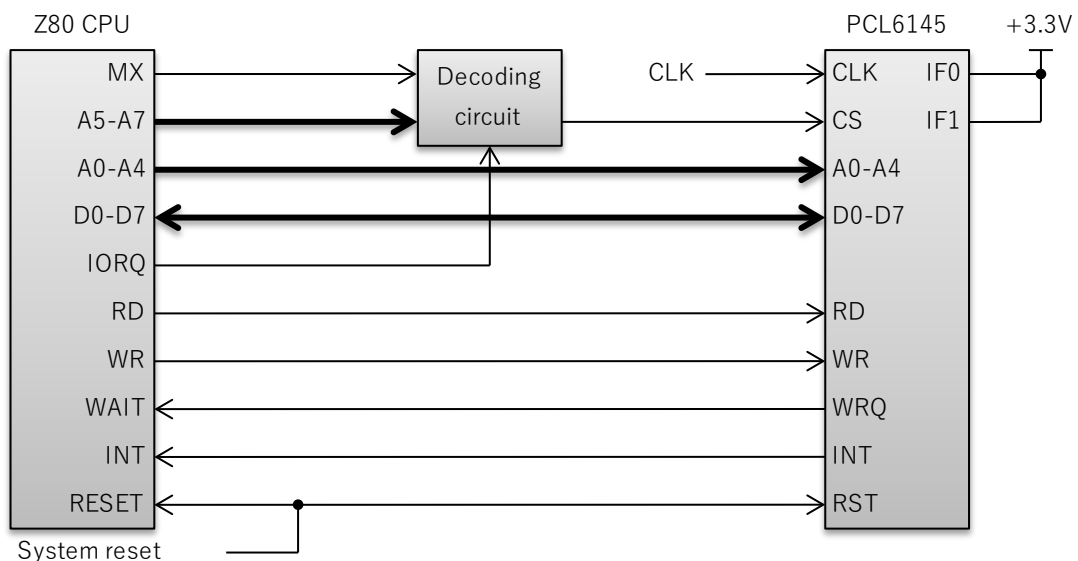 Z80 CPU
PCL6145
+3.3V
MX
Decoding
circuit
CLK
CLK
IF0
A5-A7
CS
IF1
A0-A4
A0-A4
D0-D7
D0-D7
IORQ
RD
RD
WR
WR
WAIT
WRQ
INT
INT
RESET
RST
System reset